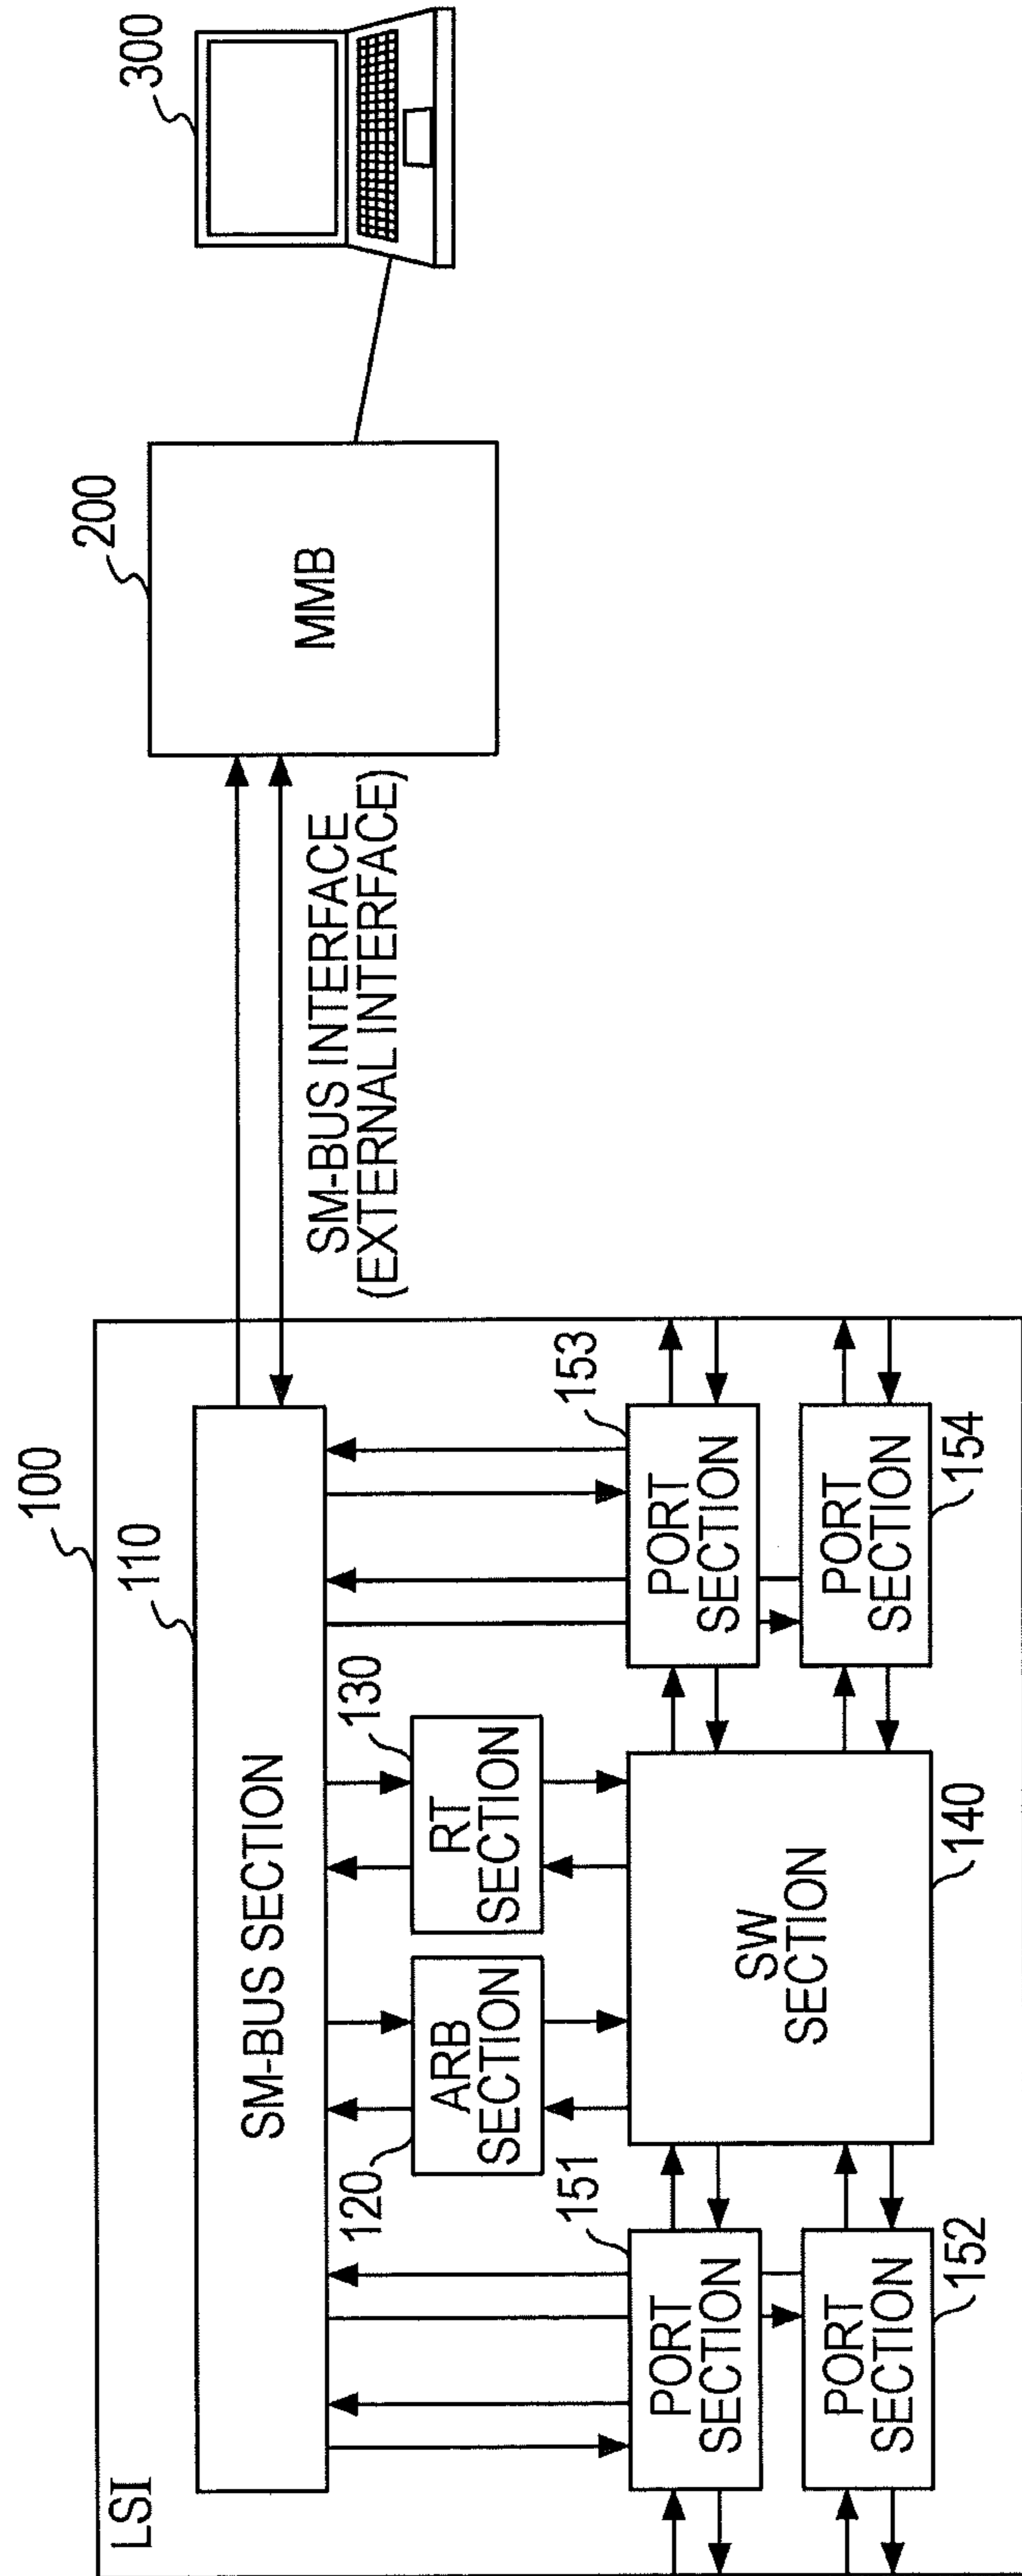 LSI
100
110
SM-BUS SECTION
120
ARB
SECTION
130
RT
SECTION
151
PORT
SECTION
152
PORT
SECTION
SW
SECTION
140
153
PORT
SECTION
154
PORT
SECTION
SM-BUS INTERFACE
(EXTERNAL INTERFACE)
200
MMB
300